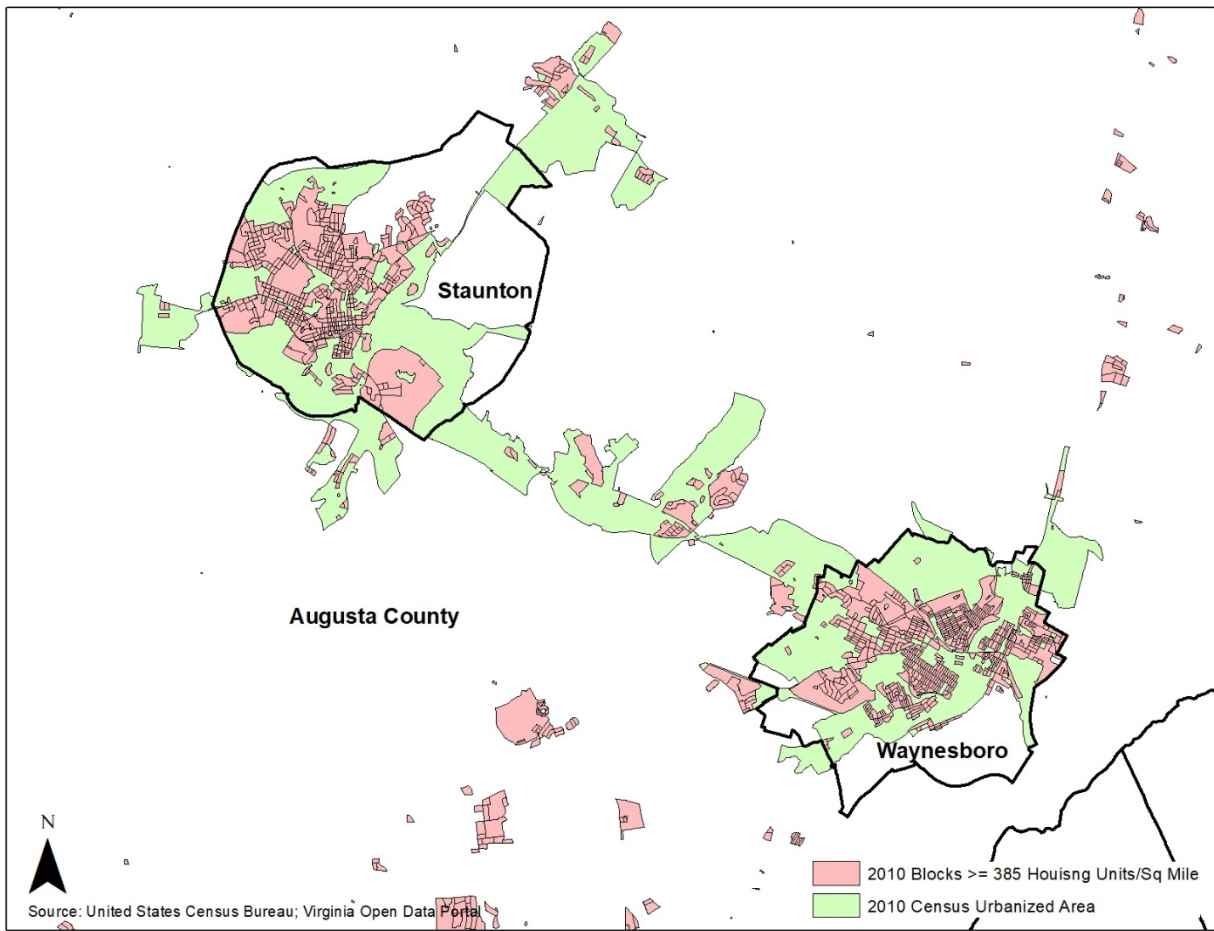 Staunton
Augusta County
Waynesboro
N
2010 Blocks >= 385 Houisng Units/Sq Mile
2010 Census Urbanized Area
Source: United States Census Bureau; Virginia Open Data Portal